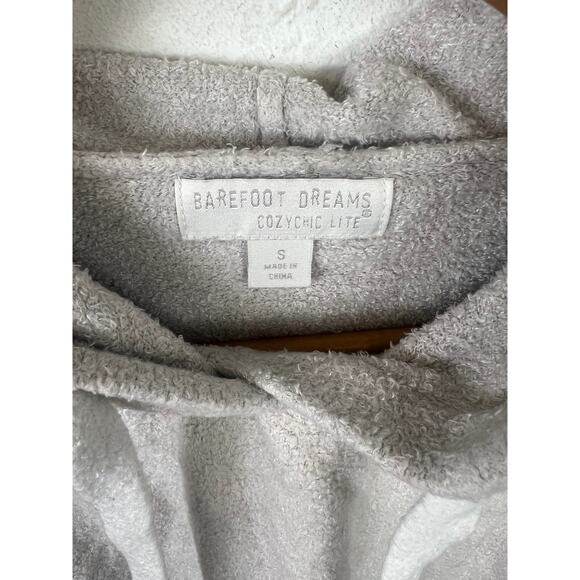 BAREFOOT DREAMS
COZYCHIC LITE®
S
MADE IN
CHINA